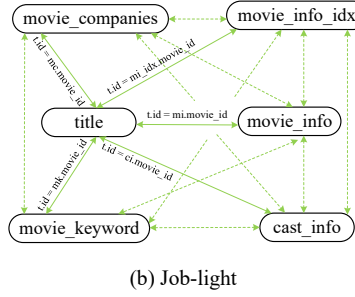 movie_companies
movie_info_idx
t.id = mc.movie_id
t.id = mi_idx.movie_id
title
t.id = mi.movie_id
movie_info
t.id = mk.movie_id
t.id = ci.movie_id
movie_keyword
cast_info
(b) Job-light